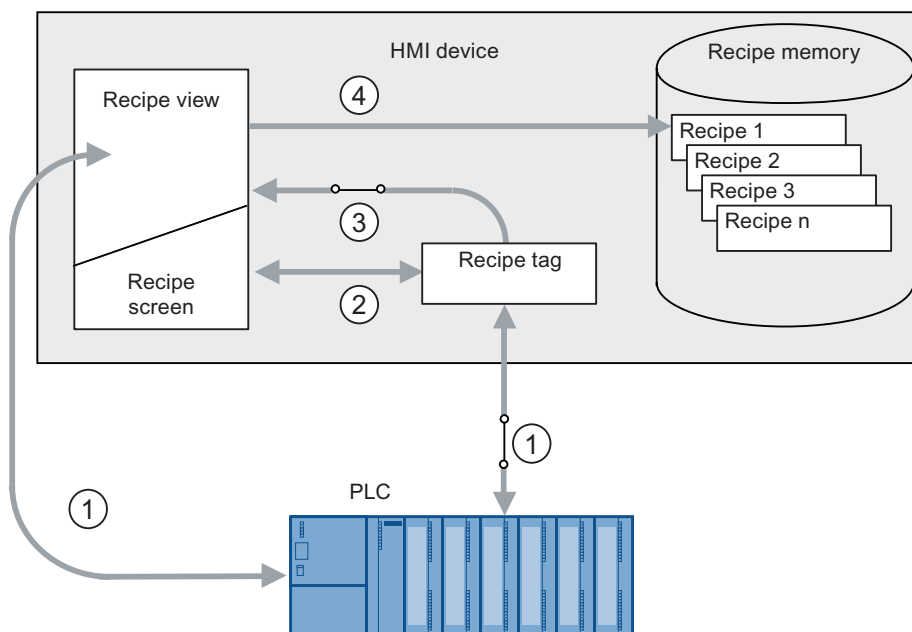 HMI device
Recipe memory
Recipe view
4
Recipe 1
Recipe 2
Recipe 3
Recipe n
3
Recipe tag
Recipe
screen
2
1
1
PLC